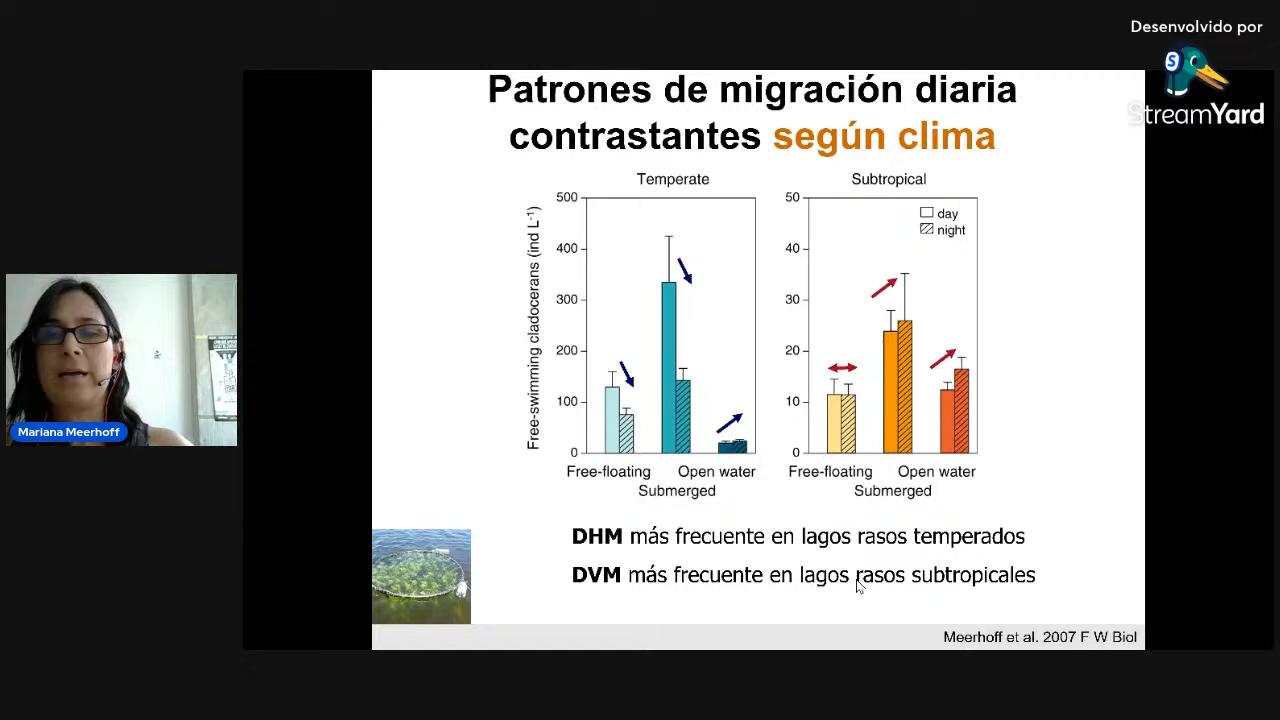 Desenvolvido por
StreamYard
Patrones de migración diaria
contrastantes según clima
Temperate
Subtropical
Free-swimming cladocerans (ind L⁻¹)
500
400
300
200
100
0
50
40
30
20
10
0
day
night
Free-floating
Open water
Submerged
Free-floating
Open water
Submerged
DHM más frecuente en lagos rasos temperados
DVM más frecuente en lagos rasos subtropicales
Meerhoff et al. 2007 F W Biol
Mariana Meerhoff